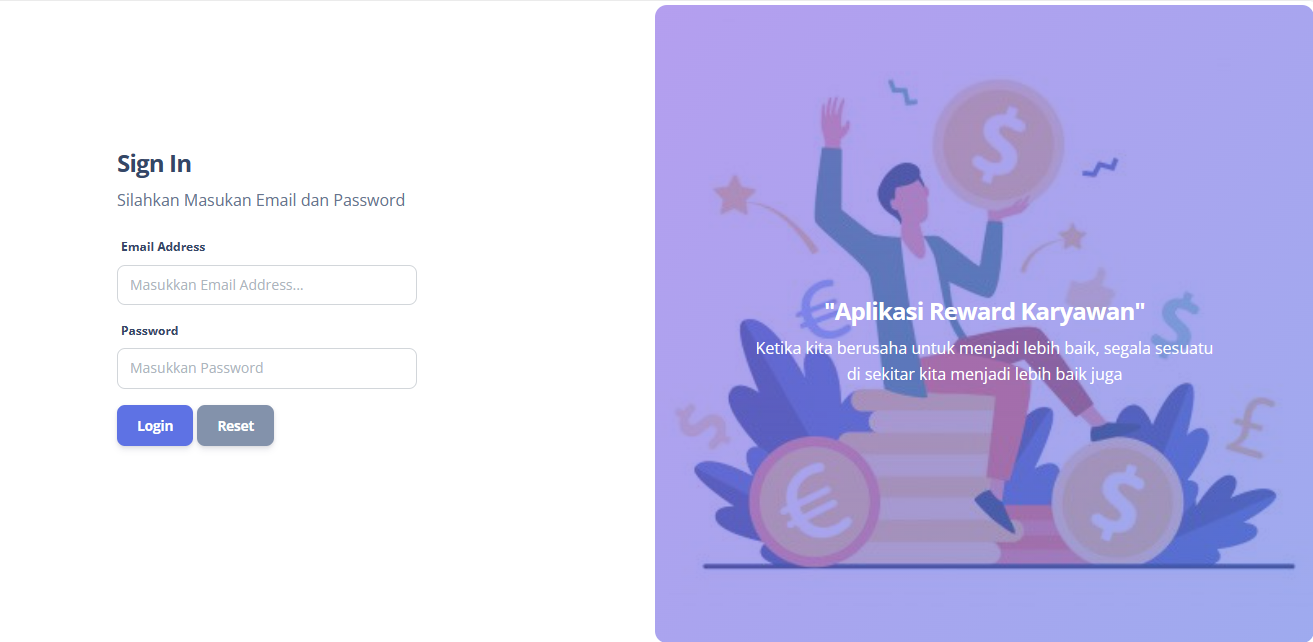 Sign In
Silahkan Masukan Email dan Password
Email Address
Masukkan Email Address...
Password
Masukkan Password
Login Reset
$
€
$
"Aplikasi Reward Karyawan"
Ketika kita berusaha untuk menjadi lebih baik, segala sesuatu
di sekitar kita menjadi lebih baik juga
$
£
€
$